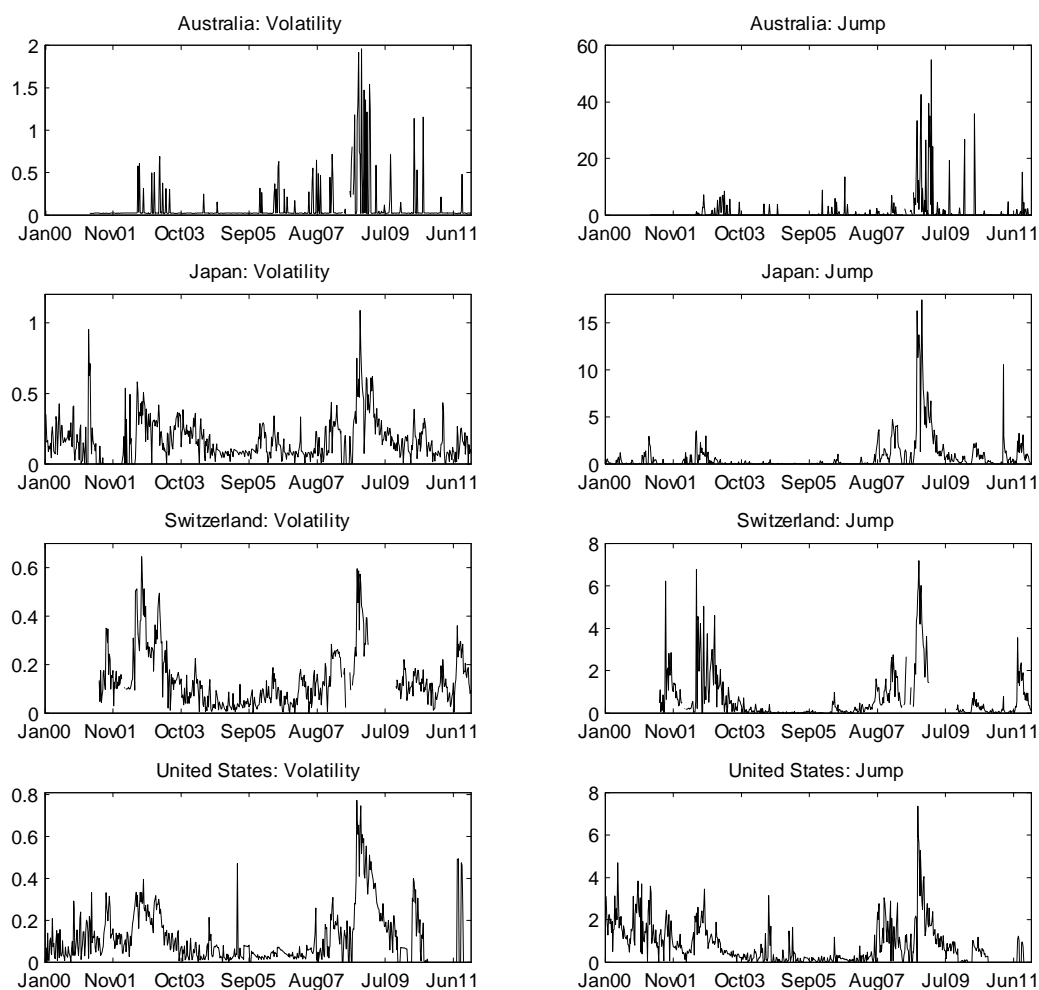 Australia: Volatility
2
1.5
1
0.5
0
Jan00 Nov01 Oct03 Sep05 Aug07 Jul09 Jun11
Australia: Jump
60
40
20
0
Jan00 Nov01 Oct03 Sep05 Aug07 Jul09 Jun11
Japan: Volatility
1
0.5
0
Jan00 Nov01 Oct03 Sep05 Aug07 Jul09 Jun11
Japan: Jump
15
10
5
0
Jan00 Nov01 Oct03 Sep05 Aug07 Jul09 Jun11
Switzerland: Volatility
0.6
0.4
0.2
0
Jan00 Nov01 Oct03 Sep05 Aug07 Jul09 Jun11
Switzerland: Jump
8
6
4
2
0
Jan00 Nov01 Oct03 Sep05 Aug07 Jul09 Jun11
United States: Volatility
0.8
0.6
0.4
0.2
0
Jan00 Nov01 Oct03 Sep05 Aug07 Jul09 Jun11
United States: Jump
8
6
4
2
0
Jan00 Nov01 Oct03 Sep05 Aug07 Jul09 Jun11